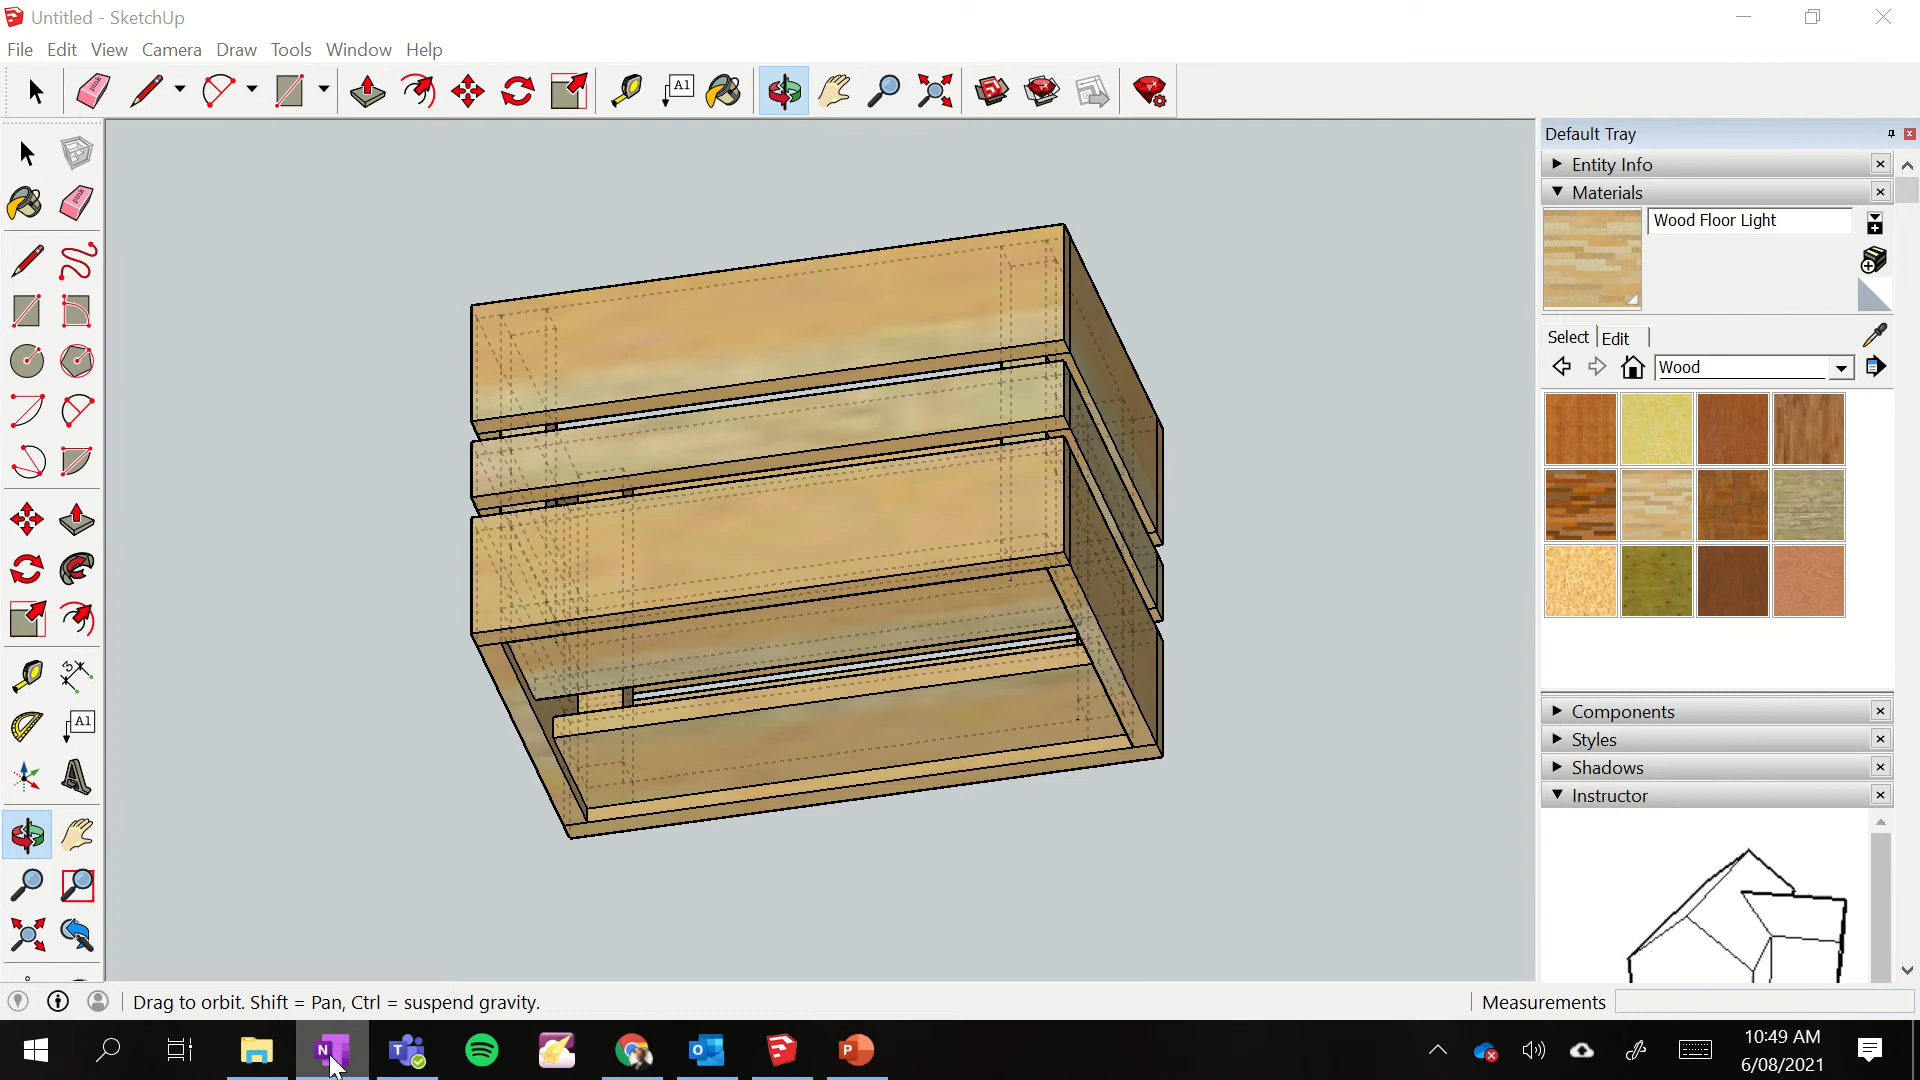 Untitled - SketchUp
File Edit View Camera Draw Tools Window Help
A1
Default Tray
Entity Info
Materials
Wood Floor Light
Select Edit
Wood
A1
Components
Styles
Shadows
Instructor
Drag to orbit. Shift = Pan, Ctrl = suspend gravity.
Measurements
N
T
P
10:49 AM
6/08/2021